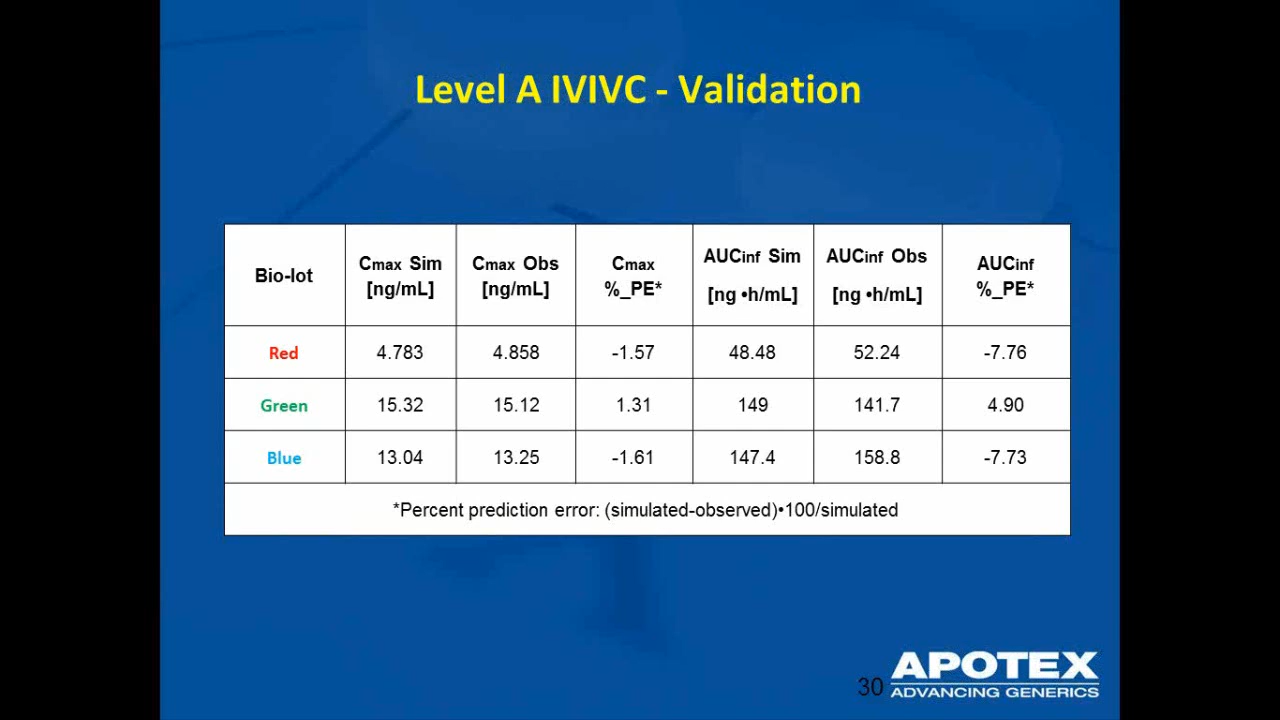 Level A IVIVC - Validation
Bio-lot
Cmax Sim
[ng/mL]
Cmax Obs
[ng/mL]
Cmax
%_PE*
AUCinf Sim
[ng •h/mL]
AUCinf Obs
[ng •h/mL]
AUCinf
%_PE*
Red 4.783 4.858 -1.57 48.48 52.24 -7.76
Green 15.32 15.12 1.31 149 141.7 4.90
Blue 13.04 13.25 -1.61 147.4 158.8 -7.73
*Percent prediction error: (simulated-observed)•100/simulated
30
APOTEX
ADVANCING GENERICS